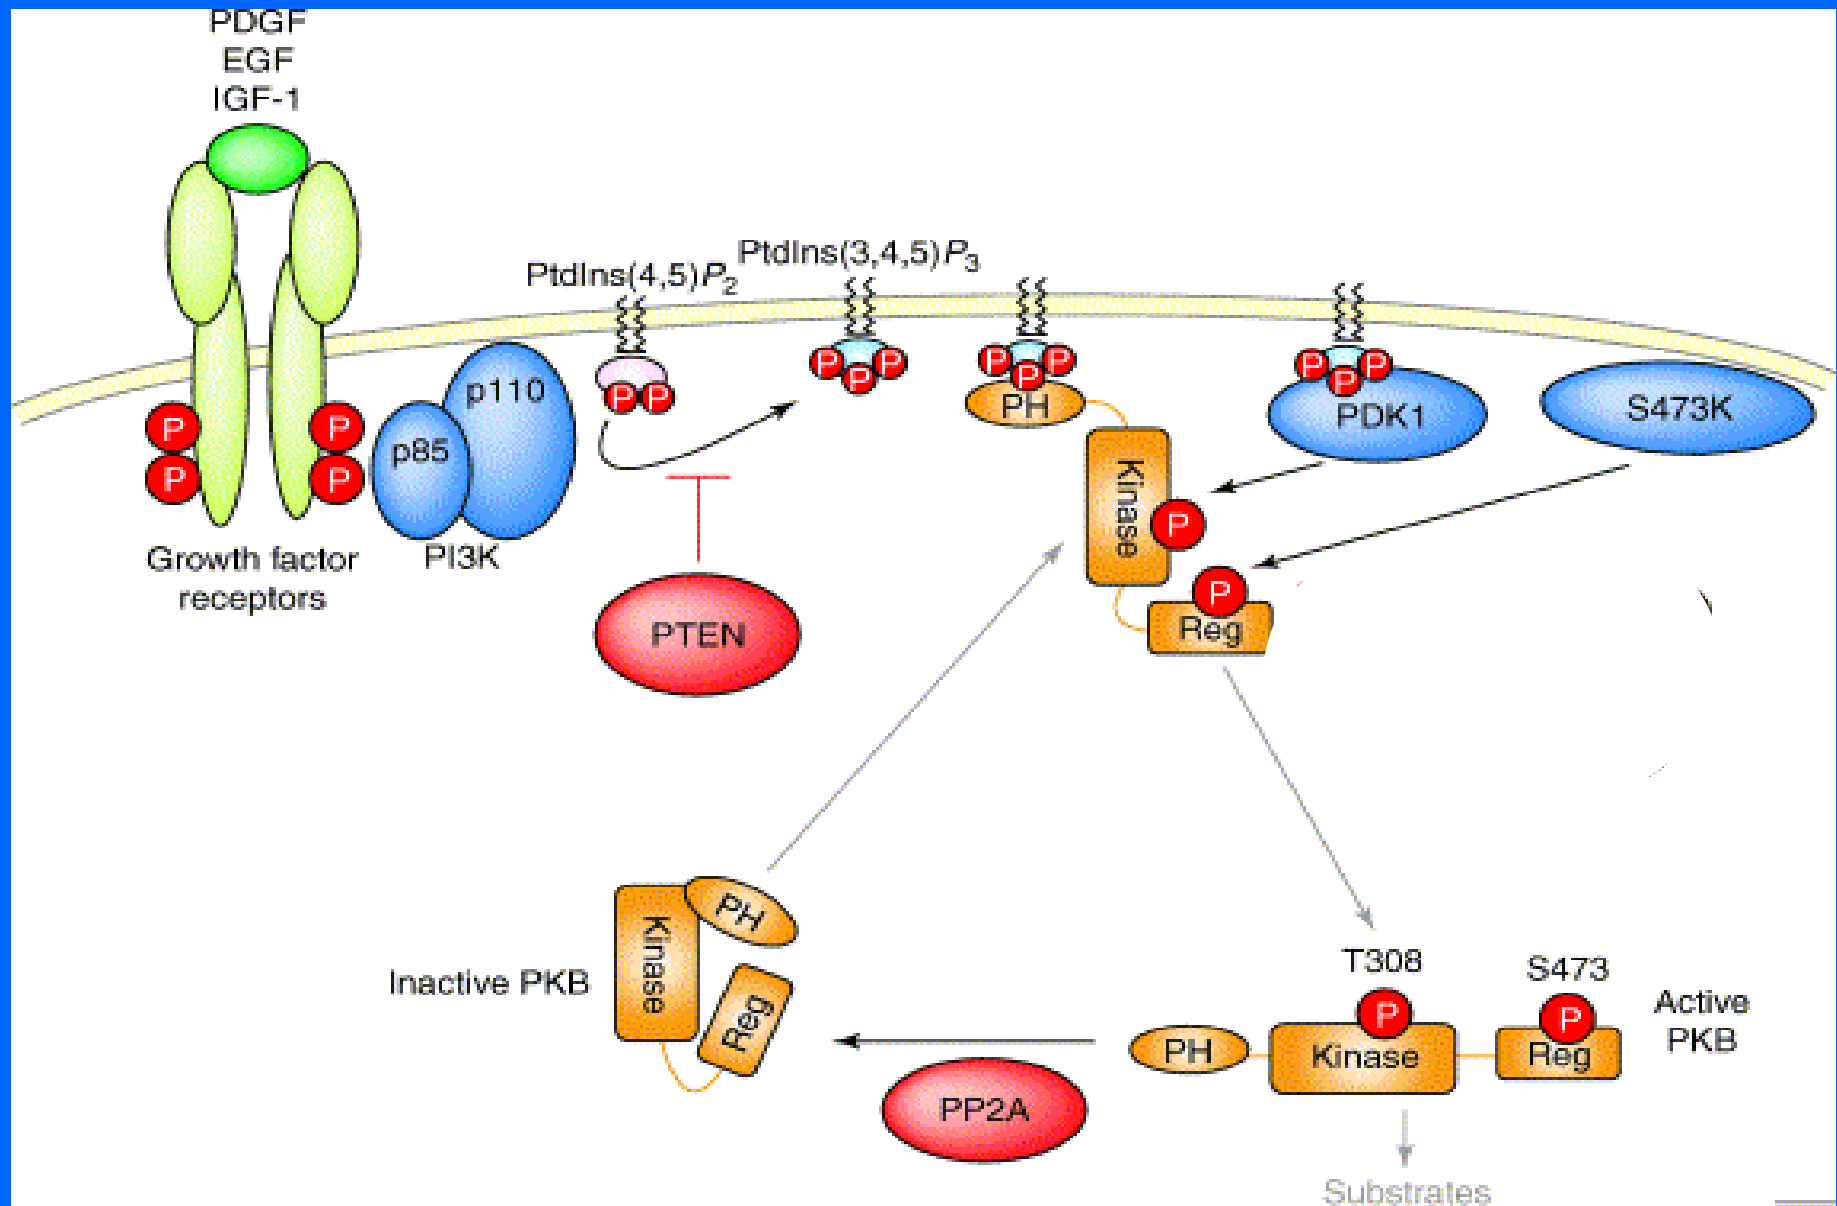 PDGF
EGF
IGF-1
PtdIns(4,5)P2
PtdIns(3,4,5)P3
P P
P P P
P P P
P P P
p110
p85
PH
PDK1
S473K
P
P
P
P
Kinase
P
P
Reg
Growth factor
receptors
PI3K
PTEN
Inactive PKB
Kinase
PH
Reg
T308
S473
P
P
Active
PKB
PH
Kinase
Reg
PP2A
Substrates